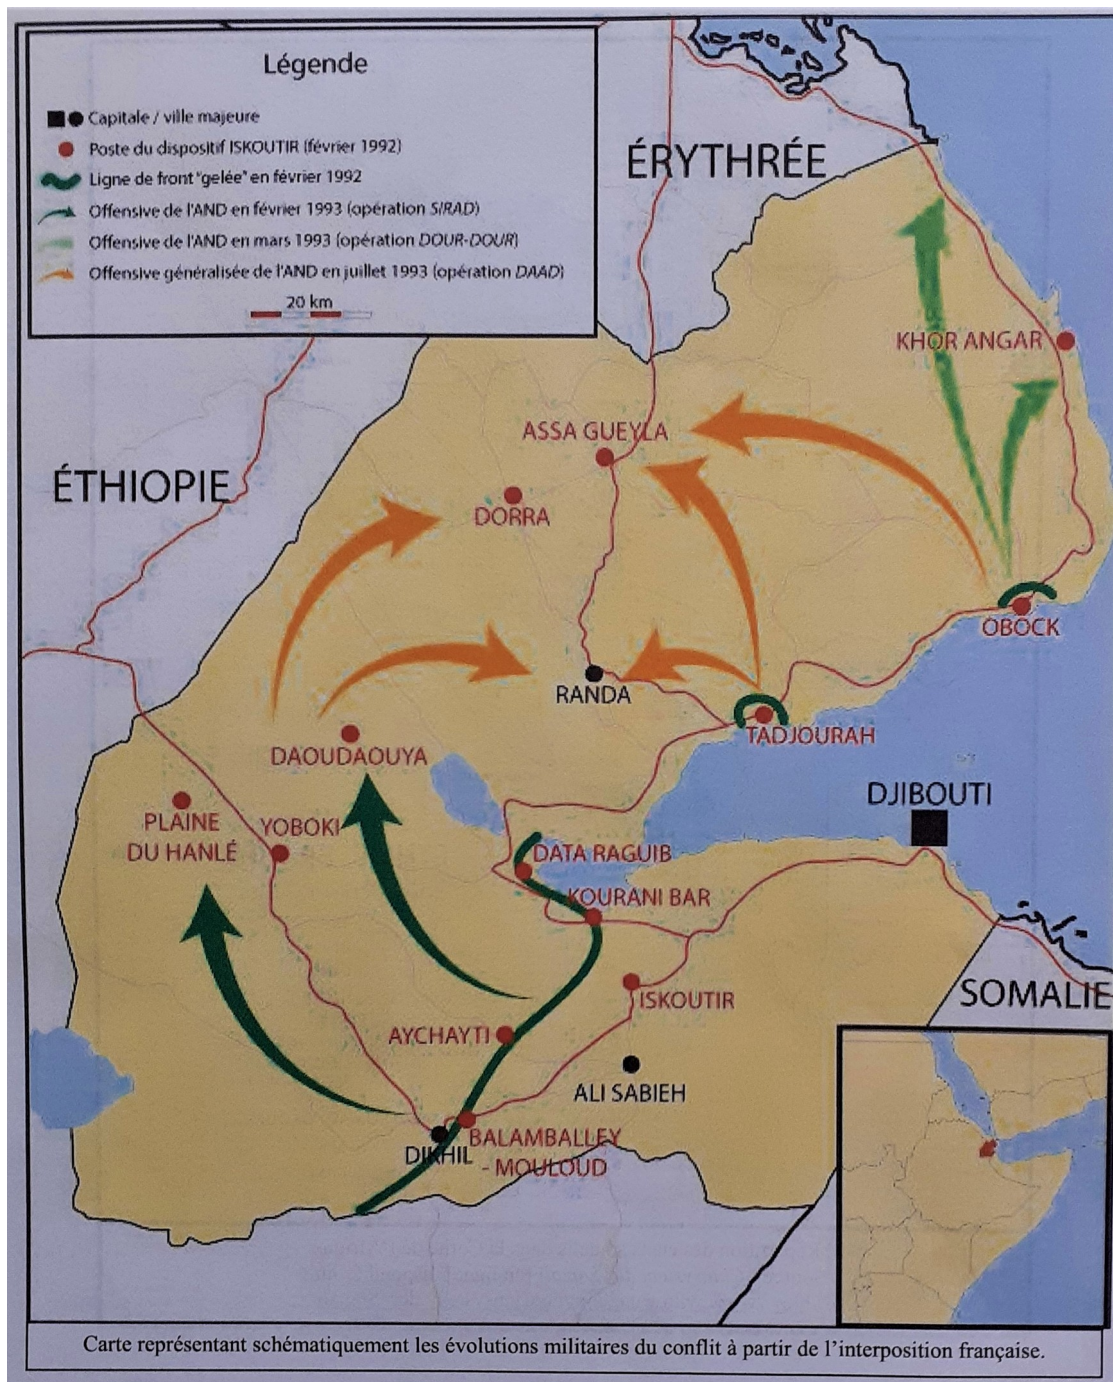 Légende
Capitale / ville majeure
Poste du dispositif ISKOUTIR (février 1992)
Ligne de front "gelée" en février 1992
Offensive de l'AND en février 1993 (opération SIRAD)
Offensive de l'AND en mars 1993 (opération DOUR-DOUR)
Offensive généralisée de l'AND en juillet 1993 (opération DAAD)
20 km
ÉRYTHRÉE
KHOR ANGAR
ASSA GUEYLA
ÉTHIOPIE
DORRA
OBOCK
RANDA
TADJOURAH
DAOUDAOUYA
DJIBOUTI
PLAINE
DU HANLÉ
YOBOKI
DATA RAGUIB
KOURANI BAR
ISKOUTIR
SOMALIE
AYCHAYTI
ALI SABIEH
DIKHIL
BALAMBALLEY
- MOULOUD
Carte représentant schématiquement les évolutions militaires du conflit à partir de l'interposition française.